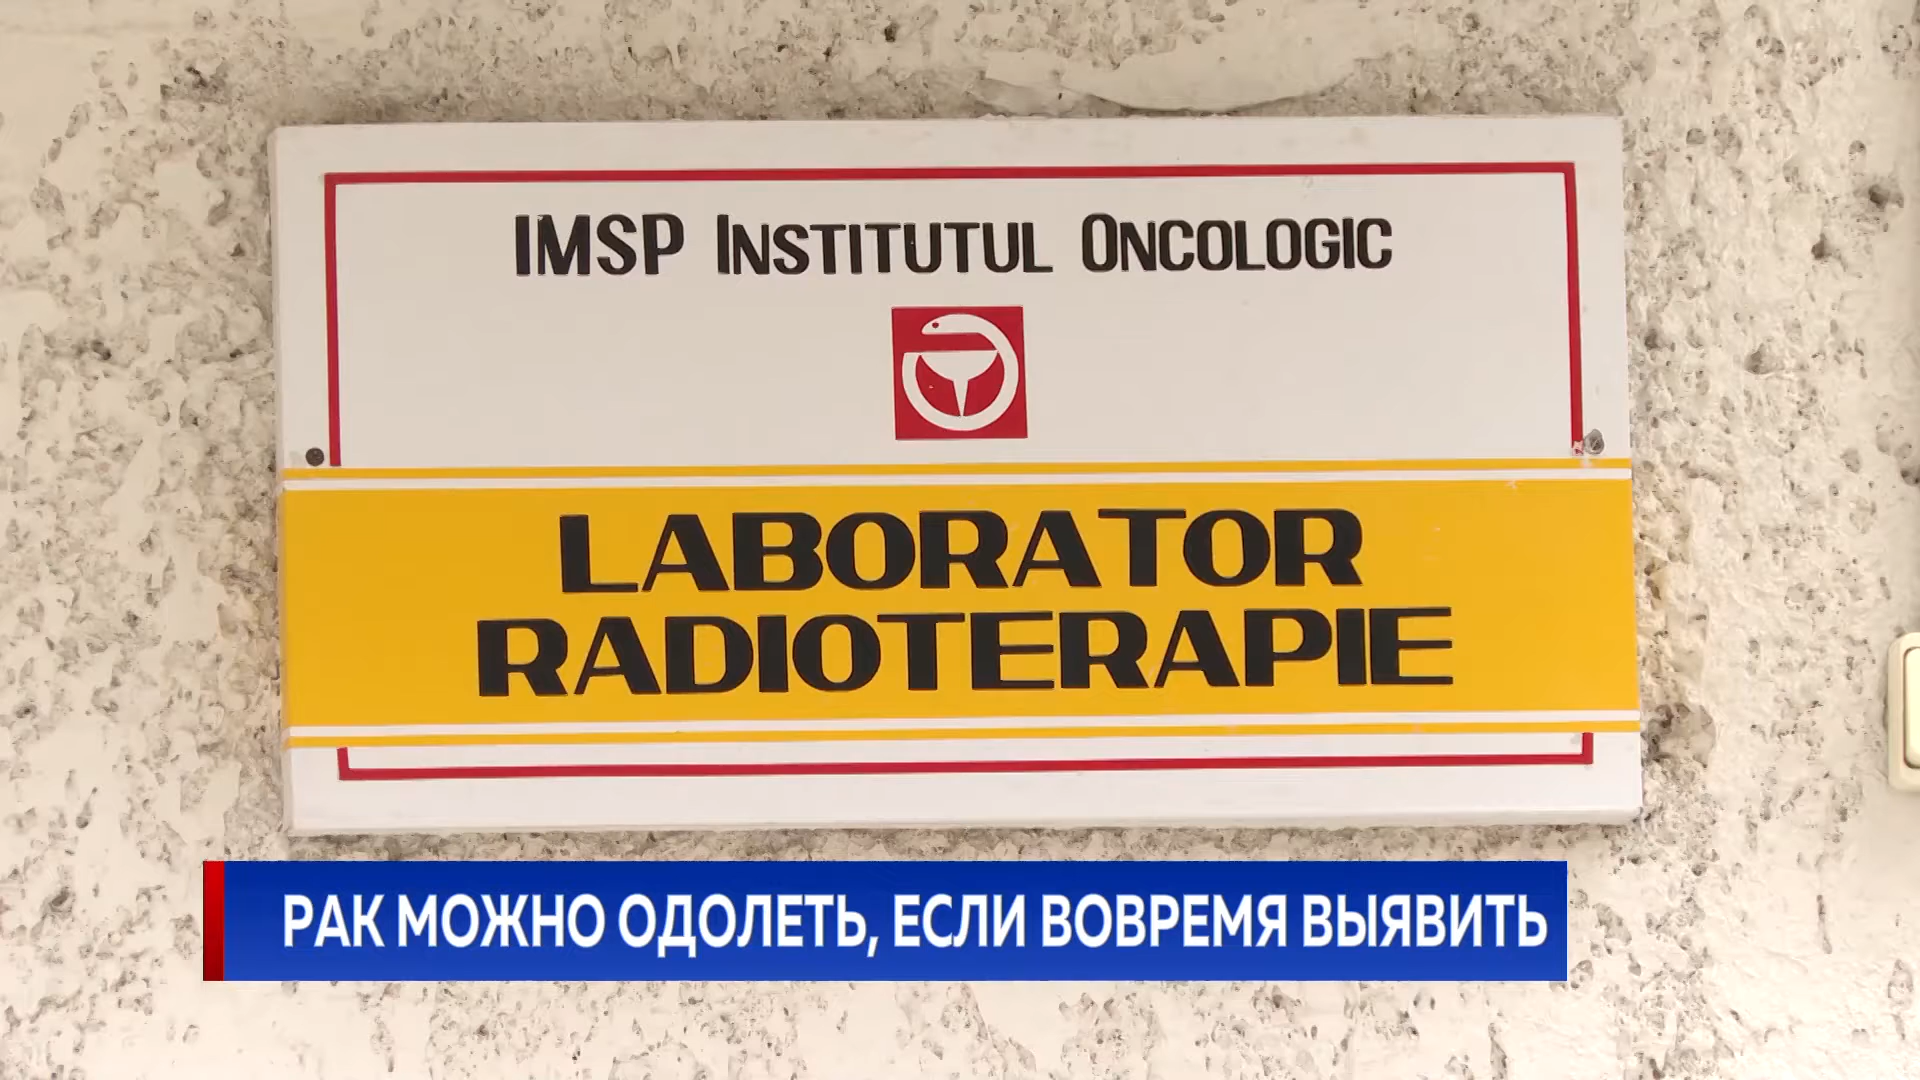 IMSP INSTITUTUL ONCOLOGIC
LABORATOR
RADIOTERAPIE
РАК МОЖНО ОДОЛЕТЬ, ЕСЛИ ВОВРЕМЯ ВЫЯВИТЬ